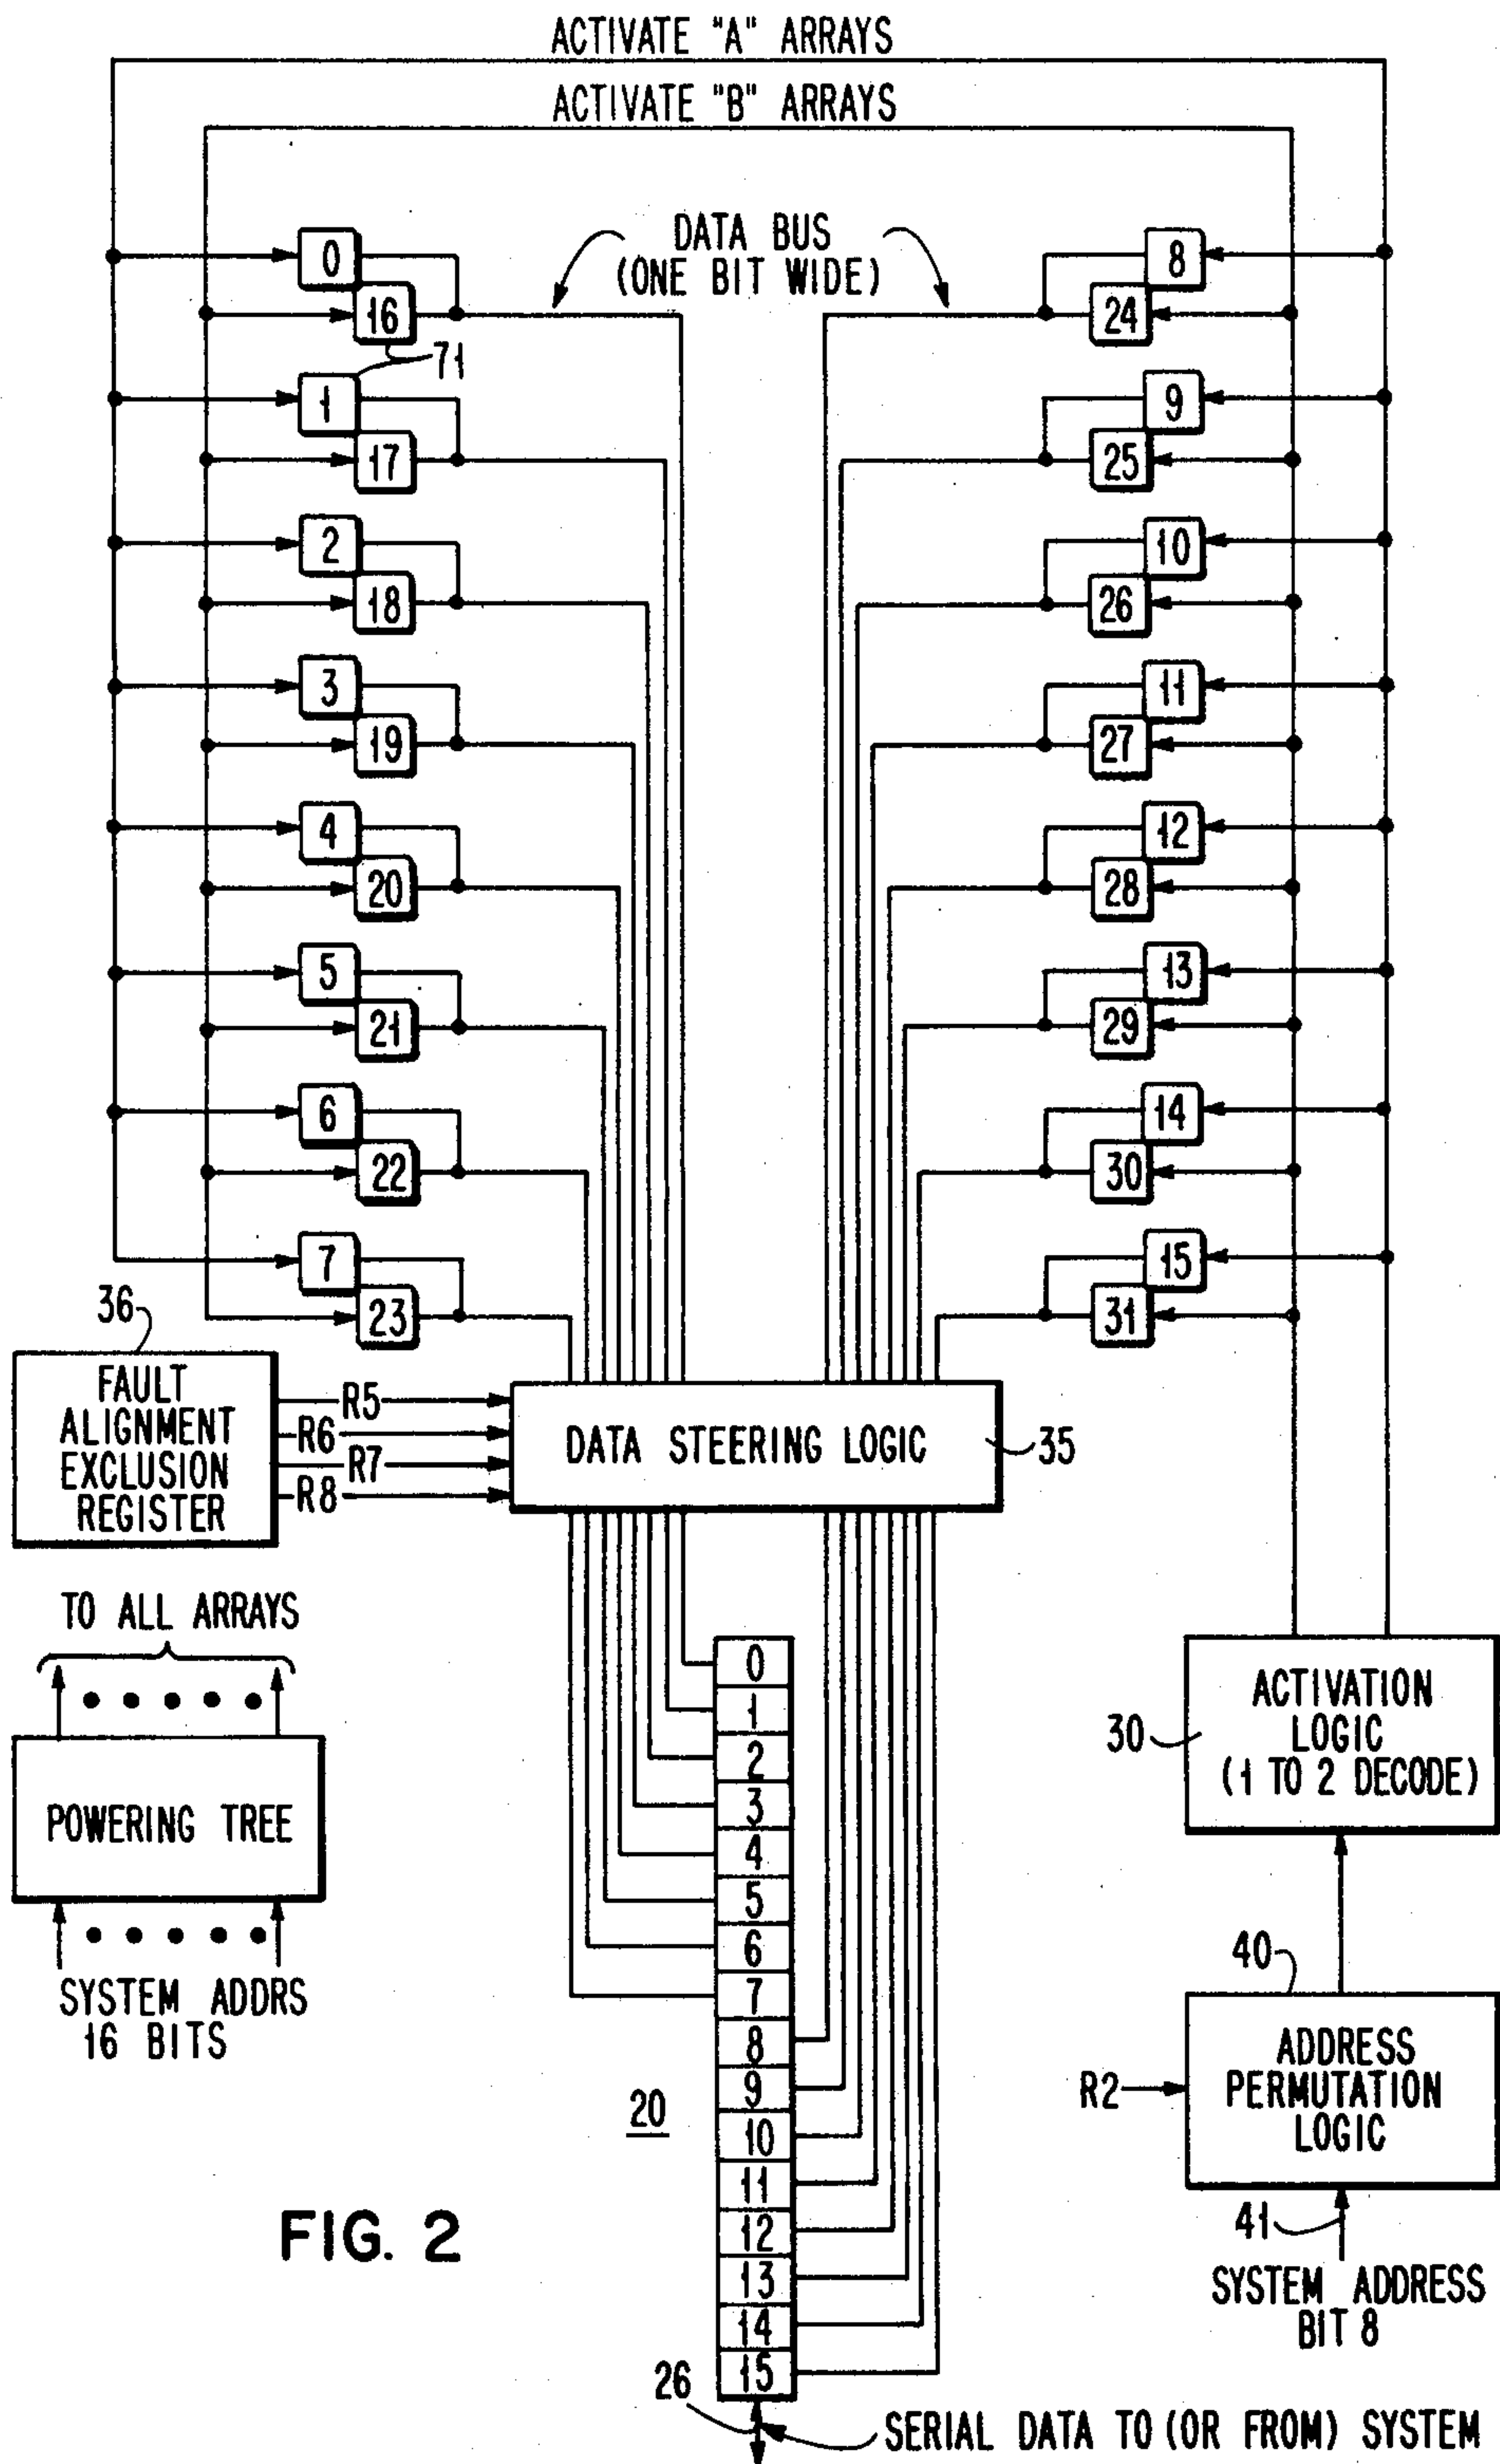 ACTIVATE "A" ARRAYS
ACTIVATE "B" ARRAYS
DATA BUS
(ONE BIT WIDE)
0
16
71
1
17
2
18
3
19
4
20
5
21
6
22
7
23
8
24
9
25
10
26
11
27
12
28
13
29
14
30
15
31
36
FAULT
ALIGNMENT
EXCLUSION
REGISTER
R5
R6
R7
R8
DATA STEERING LOGIC
35
TO ALL ARRAYS
POWERING TREE
SYSTEM ADDRS
16 BITS
0
1
2
3
4
5
6
7
8
9
10
11
12
13
14
15
20
26
SERIAL DATA TO (OR FROM) SYSTEM
30
ACTIVATION
LOGIC
(1 TO 2 DECODE)
40
R2
ADDRESS
PERMUTATION
LOGIC
41
SYSTEM ADDRESS
BIT 8
FIG. 2